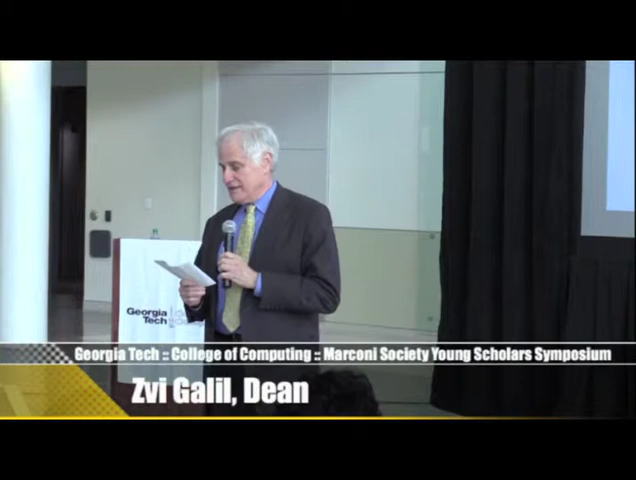 Georgia
Tech
Georgia Tech :: College of Computing :: Marconi Society Young Scholars Symposium
Zvi Galil, Dean